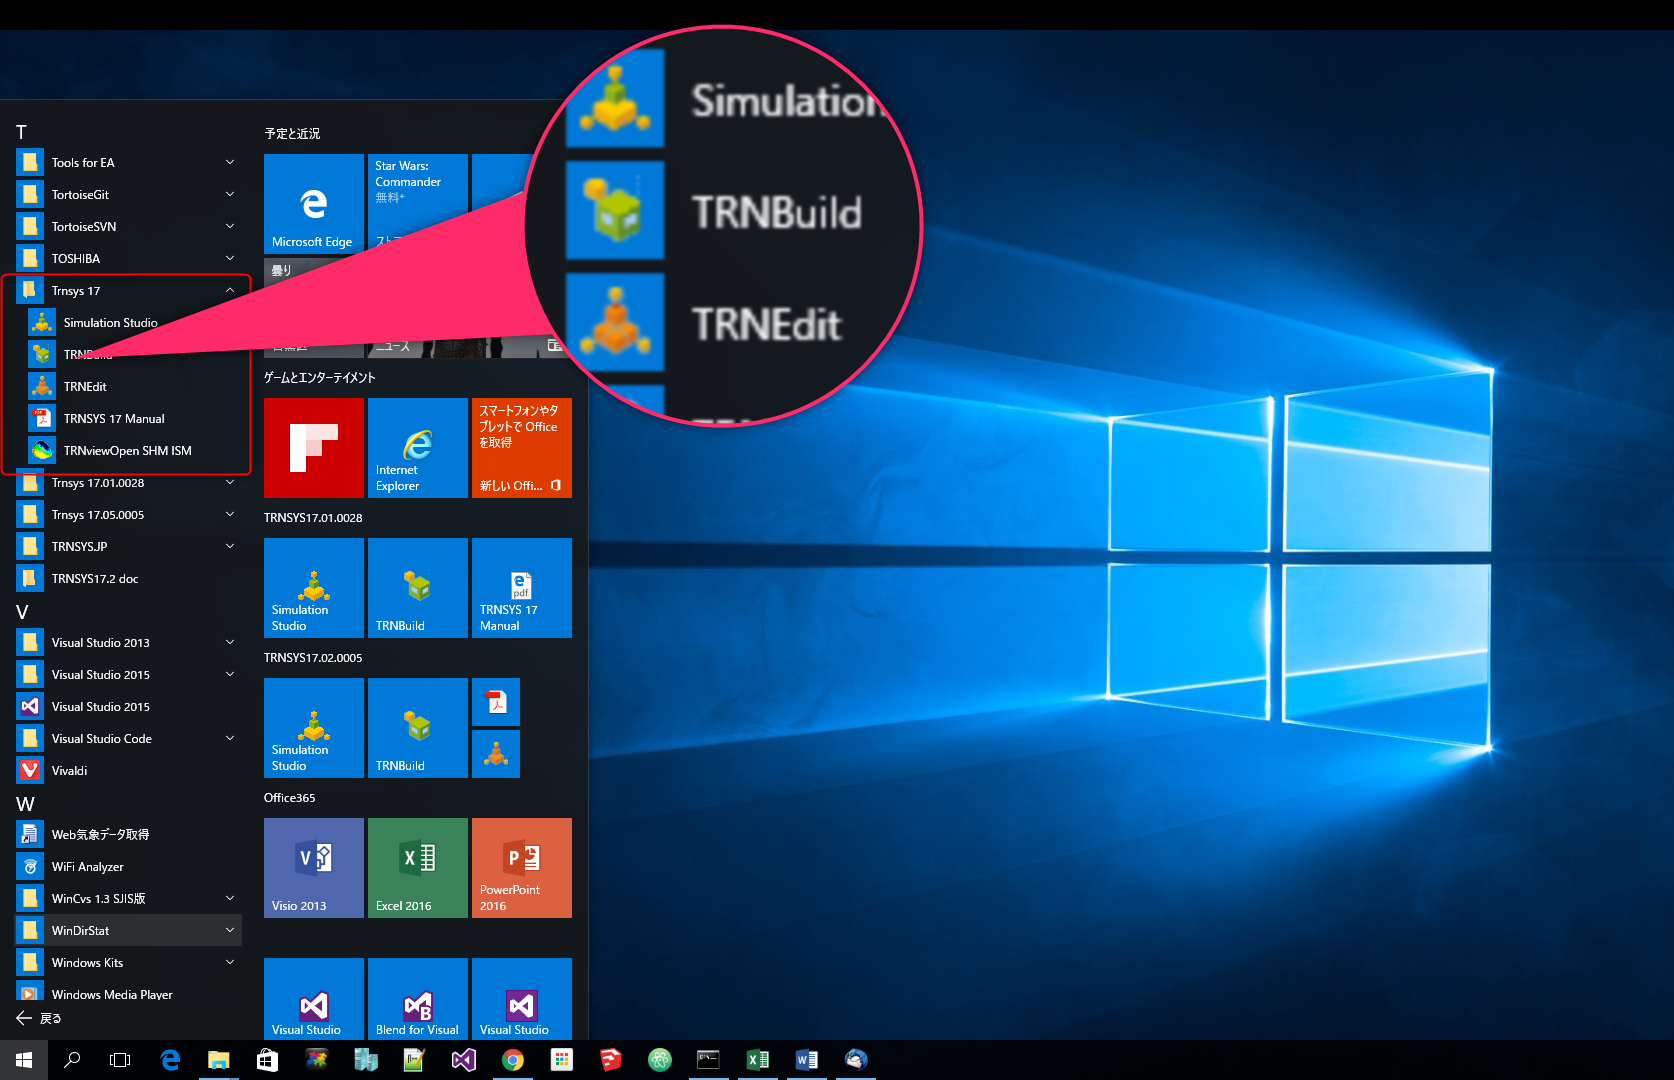 T
Tools for EA
TortoiseGit
TortoiseSVN
TOSHIBA
Trnsys 17
Simulation Studio
TRNBuild
TRNEdit
TRNSYS 17 Manual
TRNviewOpen SHM ISM
Trnsys 17.01.0028
Trnsys 17.05.0005
TRNSYS.JP
TRNSYS17.2 doc
V
Visual Studio 2013
Visual Studio 2015
Visual Studio 2015
Visual Studio Code
Vivaldi
W
Web気象データ取得
WiFi Analyzer
WinCvs 1.3 SJIS版
WinDirStat
Windows Kits
Windows Media Player
戻る
予定と近況
Microsoft Edge
Star Wars:
Commander
無料*
曇り
ニュース
ゲームとエンターテイメント
Internet
Explorer
スマートフォンやタ
ブレットで Office
を取得
新しい Offi...
TRNSYS17.01.0028
Simulation
Studio
TRNBuild
pdf
TRNSYS 17
Manual
TRNSYS17.02.0005
Simulation
Studio
TRNBuild
Office365
Visio 2013
Excel 2016
PowerPoint
2016
Visual Studio
Blend for Visual
Visual Studio
Simulation
TRNBuild
TRNEdit